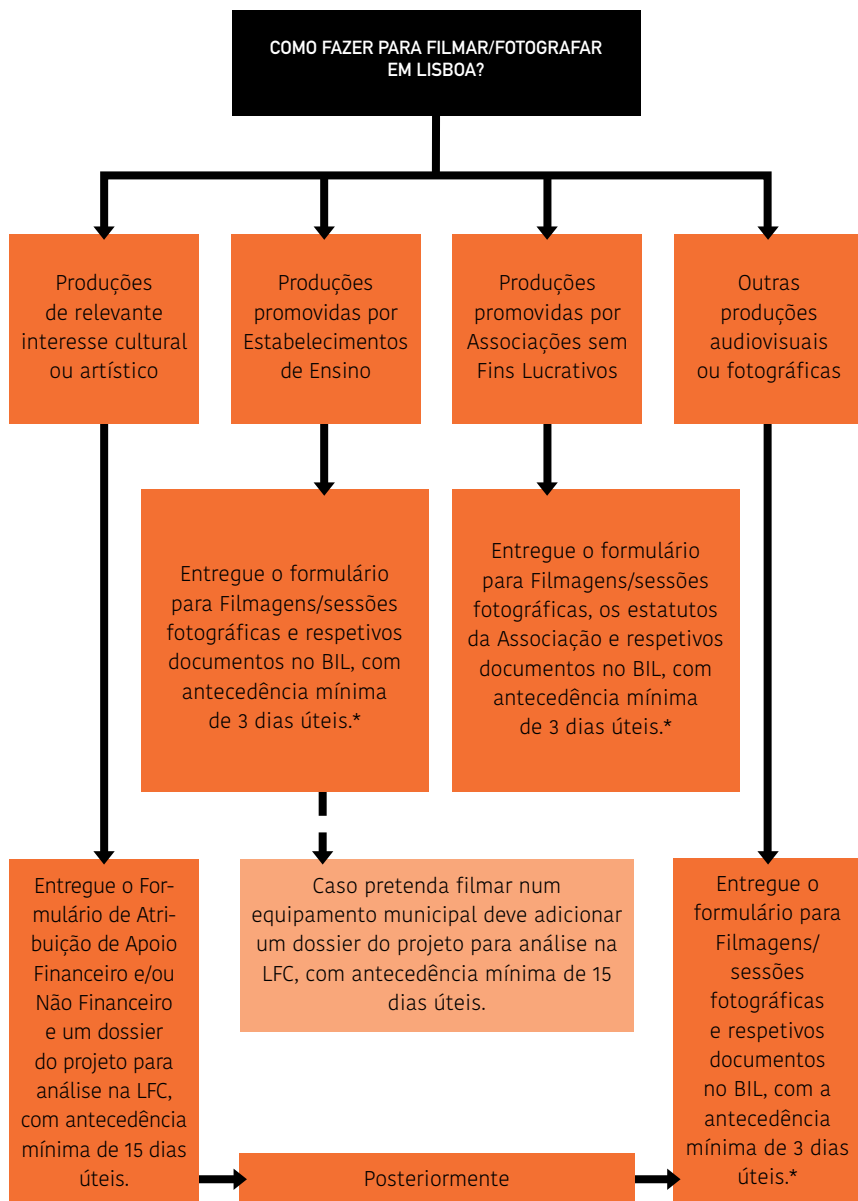 COMO FAZER PARA FILMAR/FOTOGRAFAR
EM LISBOA?
Produções
de relevante
interesse cultural
ou artístico
Produções
promovidas por
Estabelecimentos
de Ensino
Produções
promovidas por
Associações sem
Fins Lucrativos
Outras
produções
audiovisuais
ou fotográficas
Entregue o formulário
para Filmagens/sessões
fotográficas e respetivos
documentos no BIL, com
antecedência mínima
de 3 dias úteis.*
Entregue o formulário
para Filmagens/sessões
fotográficas, os estatutos
da Associação e respetivos
documentos no BIL, com
antecedência mínima
de 3 dias úteis.*
Entregue o For-
mulário de Atri-
buição de Apoio
Financeiro e/ou
Não Financeiro
e um dossier
do projeto para
análise na LFC,
com antecedência
mínima de 15 dias
úteis.
Caso pretenda filmar num
equipamento municipal deve adicionar
um dossier do projeto para análise na
LFC, com antecedência mínima de 15
dias úteis.
Posteriormente
Entregue o
formulário para
Filmagens/
sessões
fotográficas
e respetivos
documentos
no BIL, com a
antecedência
mínima de 3 dias
úteis.*